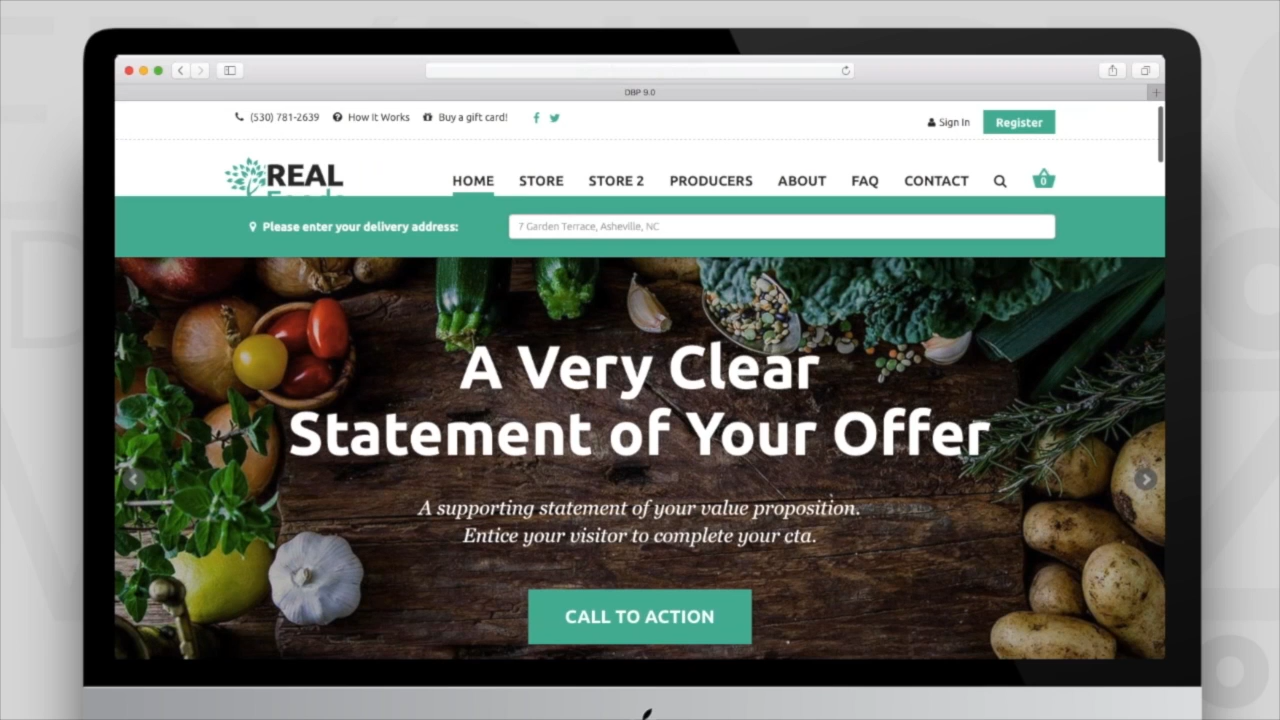 DBP 9.0
(530) 781-2639 How it Works Buy a gift card!
Sign In Register
REAL
HOME STORE STORE 2 PRODUCERS ABOUT FAQ CONTACT 0
Please enter your delivery address: 7 Garden Terrace, Asheville, NC
A Very Clear
Statement of Your Offer
A supporting statement of your value proposition.
Entice your visitor to complete your cta.
CALL TO ACTION